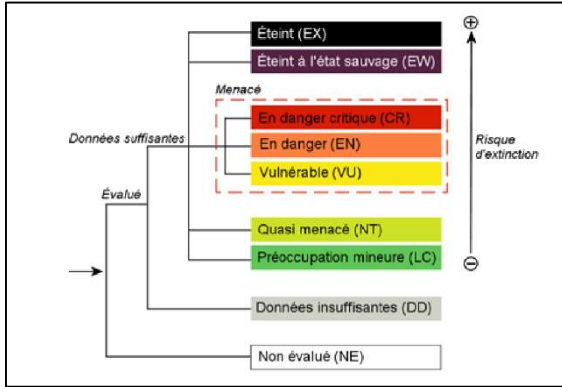 Éteint (EX)
Éteint à l'état sauvage (EW)
Menacé
En danger critique (CR)
Données suffisantes
En danger (EN)
Risque
d'extinction
Vulnérable (VU)
Évalué
Quasi menacé (NT)
Préoccupation mineure (LC)
Données insuffisantes (DD)
Non évalué (NE)